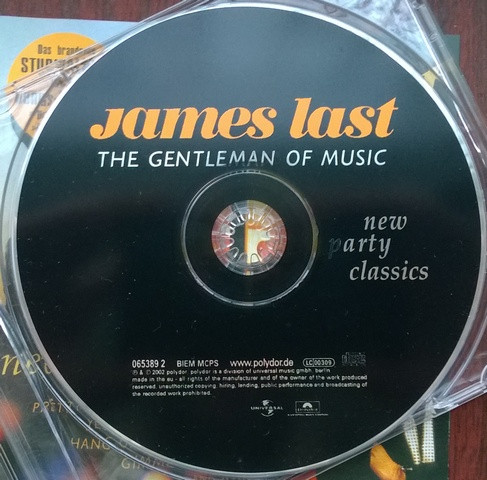 Das
STU
james last
THE GENTLEMAN OF MUSIC
new
party
classics
065389 2 BIEM MCPS www.polydor.de LC 00309
℗ & © 2002 polydor. polydor is a division of universal music gmbh, berlin
made in the eu - all rights of the manufacturer and of the owner of the work produced
reserved. unauthorized copying, hiring, lending, public performance and broadcasting of
the recorded work prohibited.
UNIVERSAL
HANG
GIMME